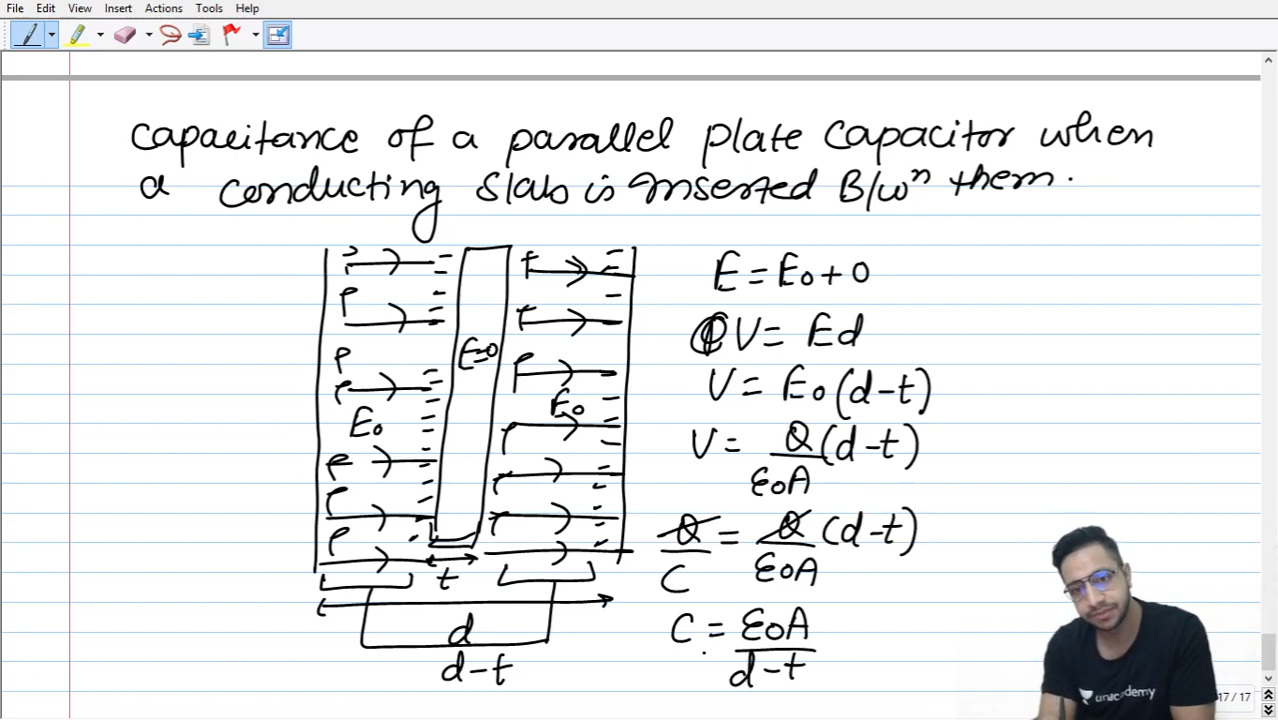 File Edit View Insert Actions Tools Help
Capacitance of a parallel plate capacitor when
a conducting slab is inserted B/wⁿ them.
E = E₀ + 0
V = Ed
V = E₀ (d-t)
V = Q/ε₀A (d-t)
Q/C = Q/ε₀A (d-t)
C = ε₀A/d-t
E=0
E₀
E₀
t
d
d-t
unacademy
17 / 17